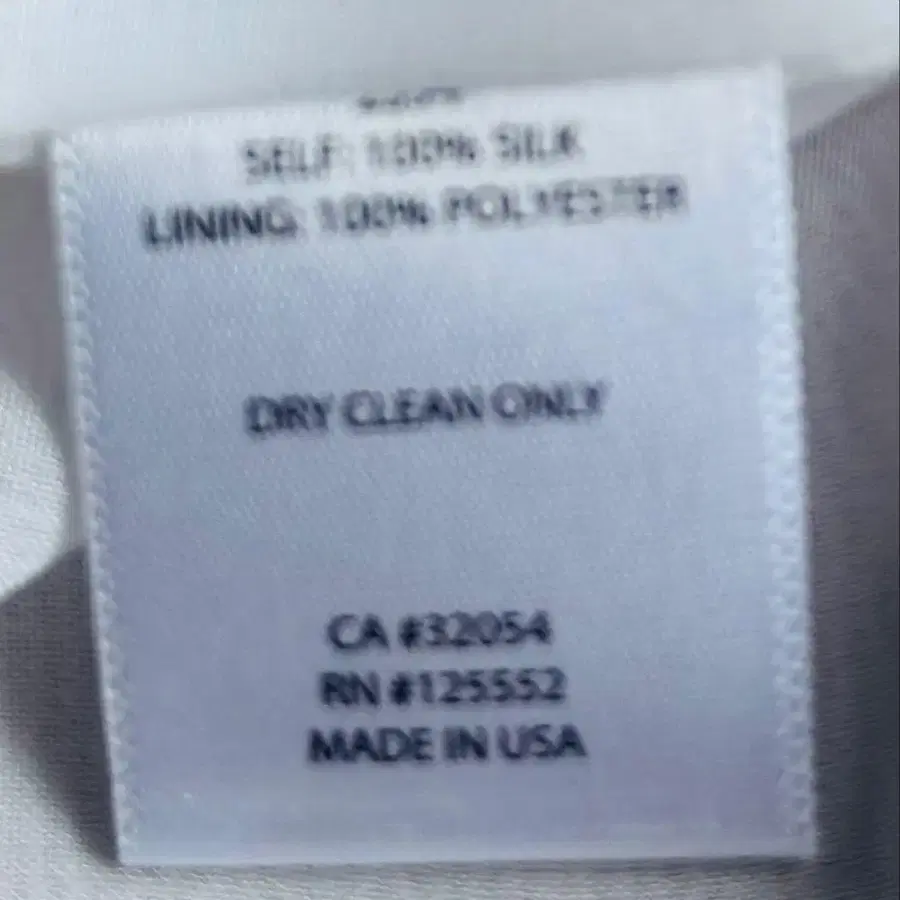 SELF: 100% SILK
LINING: 100% POLYESTER
DRY CLEAN ONLY
CA #32054
RN #125552
MADE IN USA